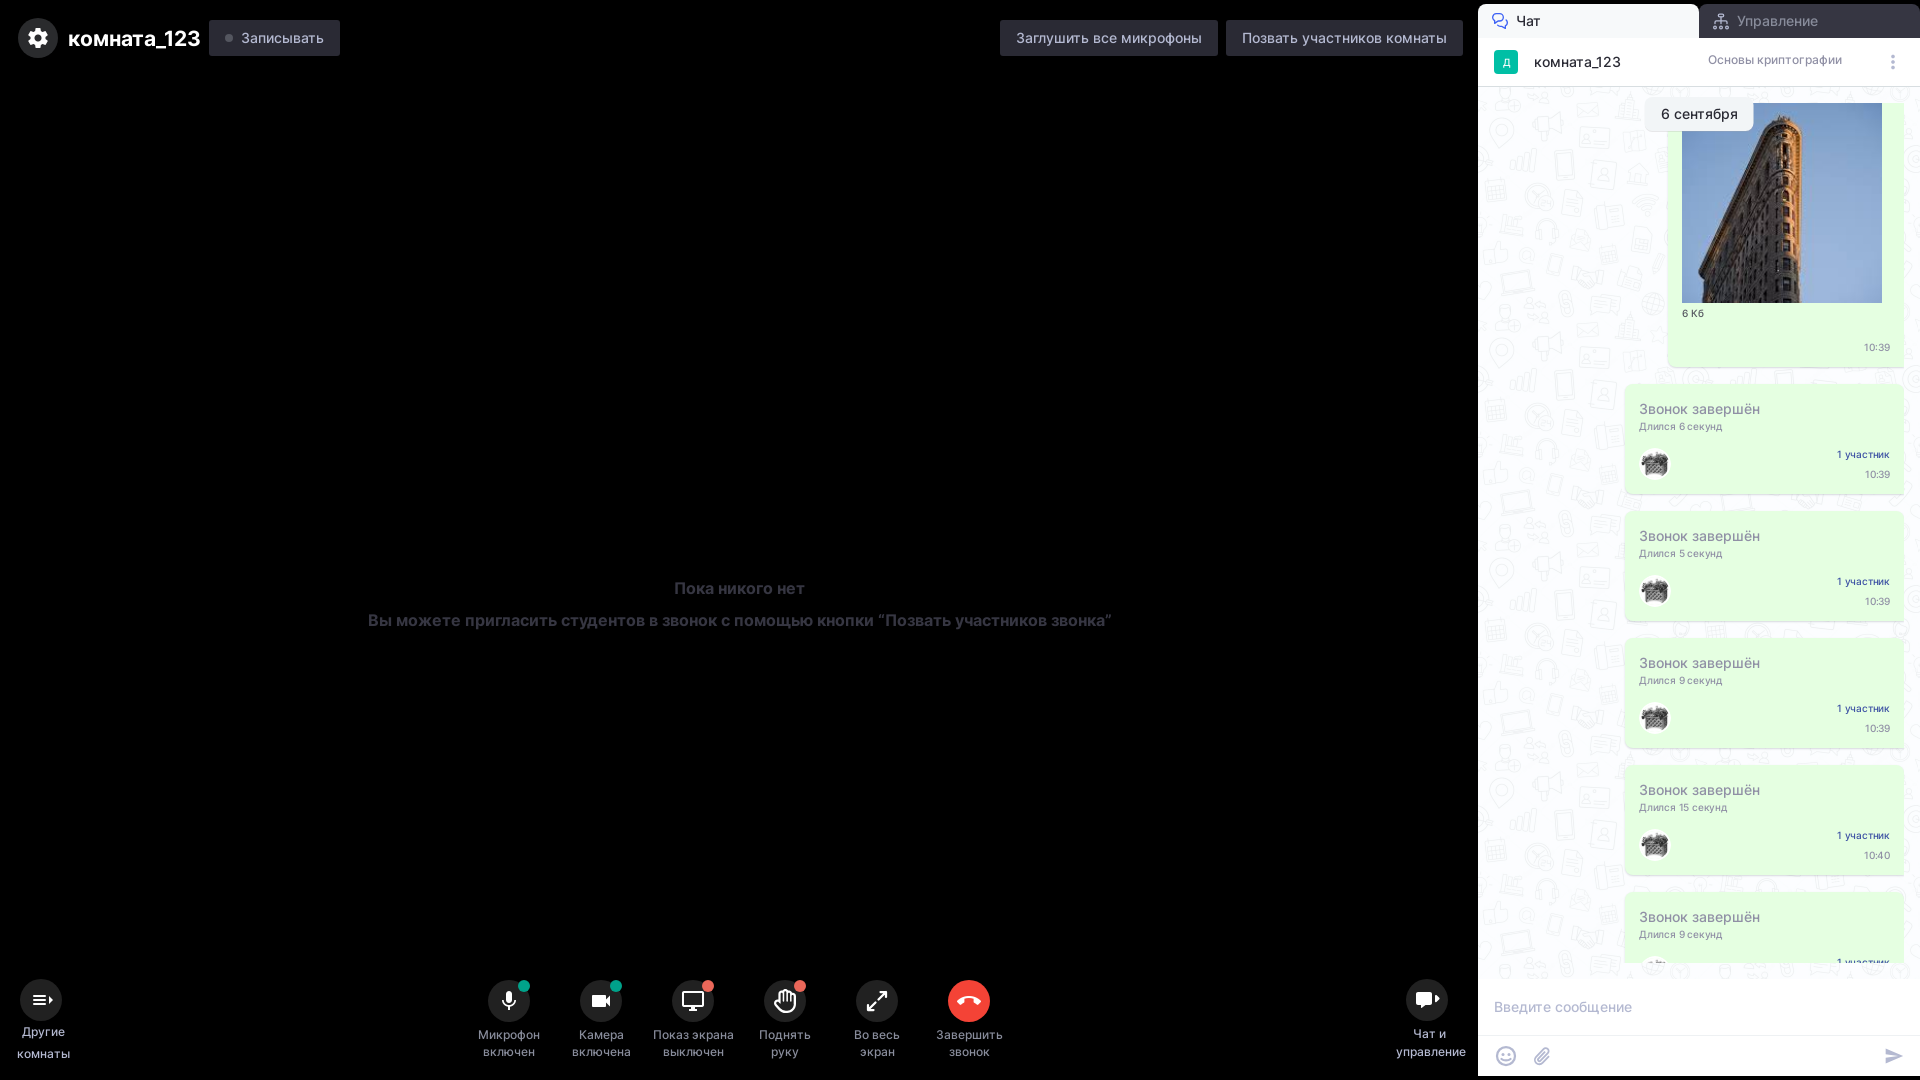 комната_123
Записывать
Заглушить все микрофоны
Позвать участников комнаты
Чат
Управление
Д
комната_123
Основы криптографии
6 сентября
6 Кб
10:39
Звонок завершён
Длился 6 секунд
1 участник
10:39
Звонок завершён
Длился 5 секунд
1 участник
10:39
Звонок завершён
Длился 9 секунд
1 участник
10:39
Звонок завершён
Длился 15 секунд
1 участник
10:40
Звонок завершён
Длился 9 секунд
1 участник
Пока никого нет
Вы можете пригласить студентов в звонок с помощью кнопки “Позвать участников звонка”
Другие
комнаты
Микрофон
включен
Камера
включена
Показ экрана
выключен
Поднять
руку
Во весь
экран
Завершить
звонок
Чат и
управление
Введите сообщение